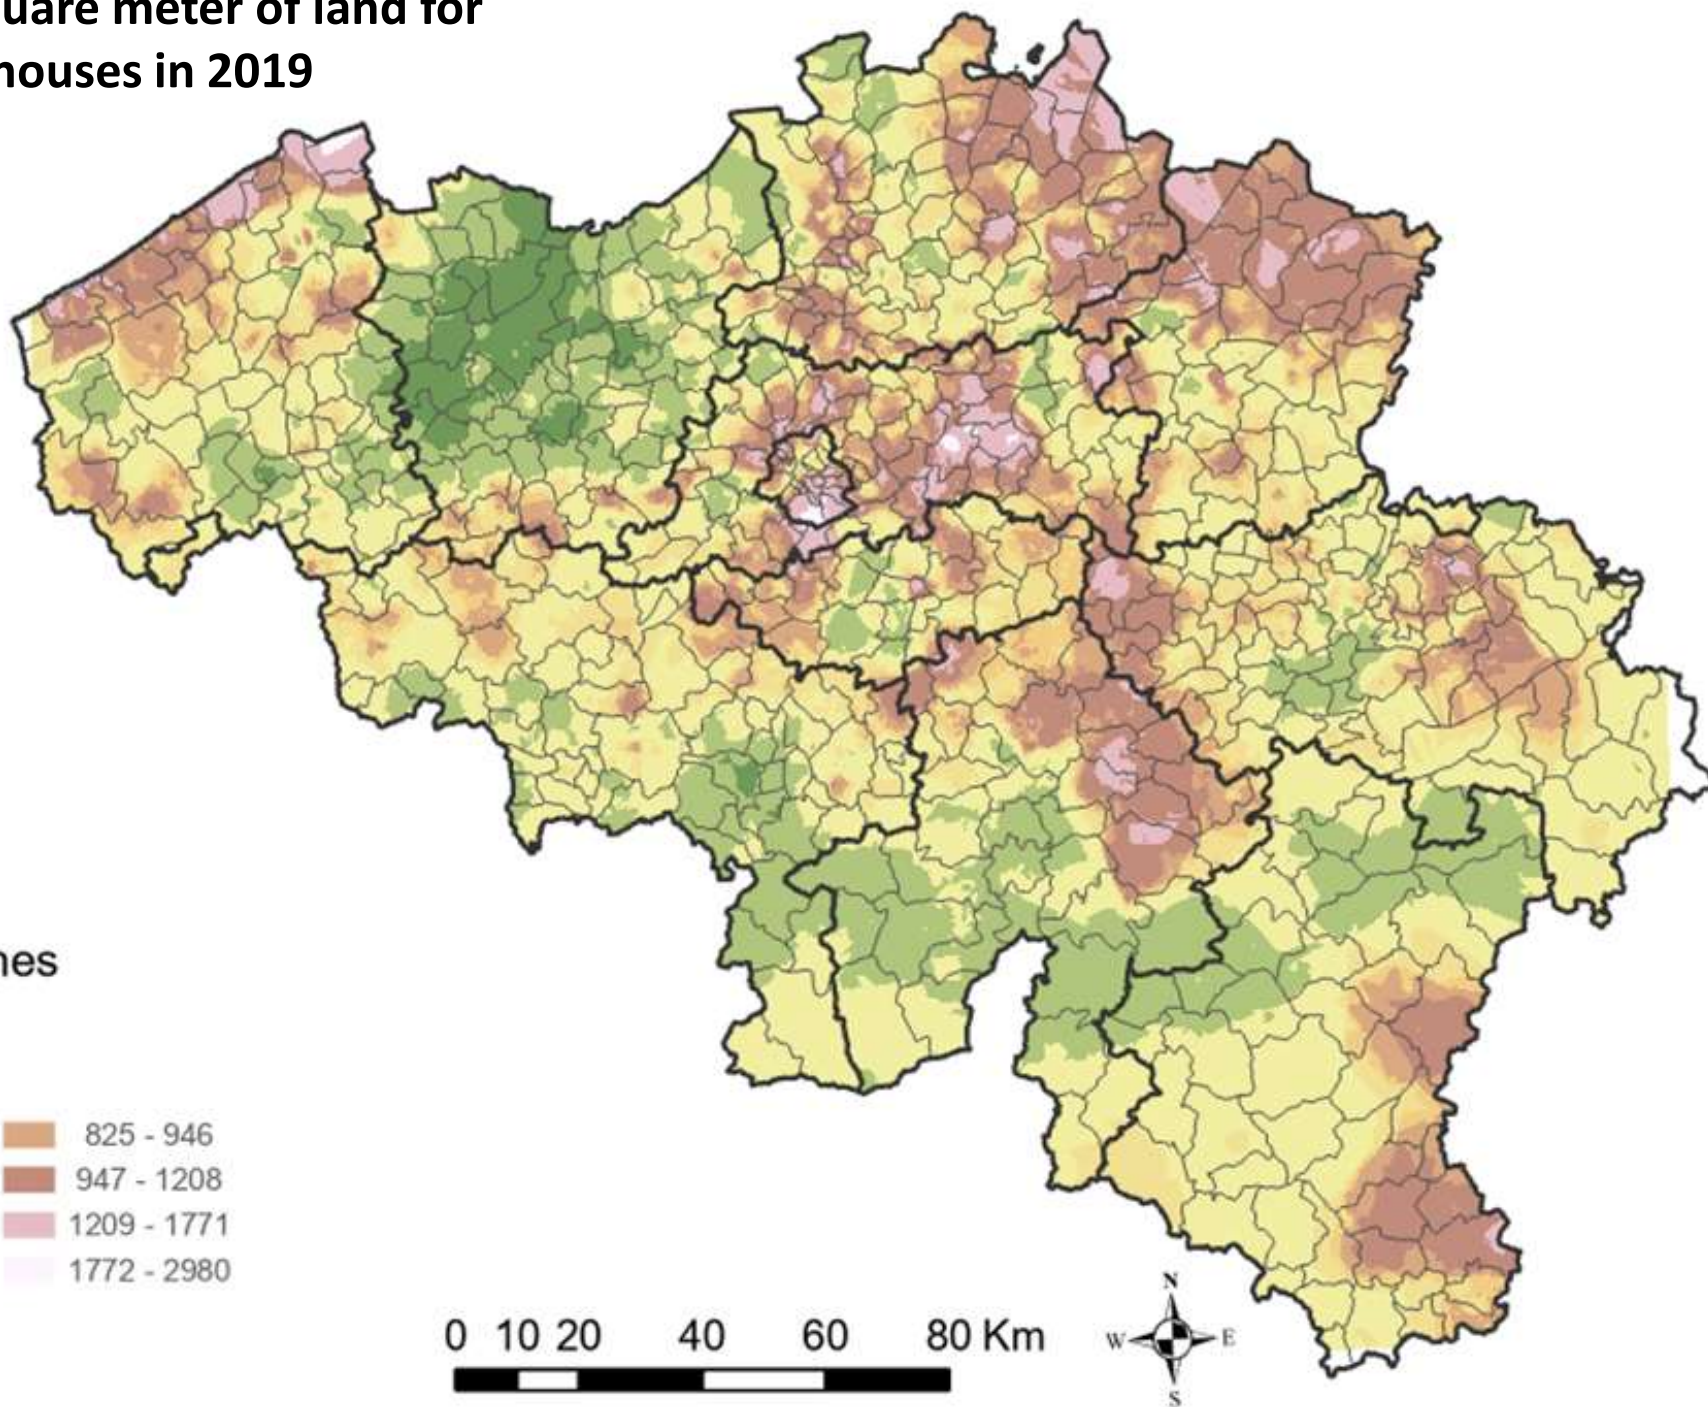 uare meter of land for
houses in 2019
nes
825 - 946
947 - 1208
1209 - 1771
1772 - 2980
0 10 20 40 60 80 Km
N
W E
S